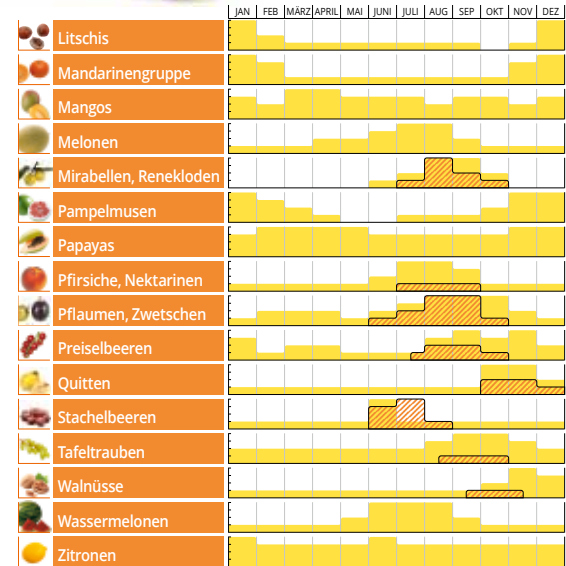 JAN FEB MÄRZ APRIL MAI JUNI JULI AUG SEP OKT NOV DEZ
Litschis
Mandarinengruppe
Mangos
Melonen
Mirabellen, Renekloden
Pampelmusen
Papayas
Pfirsiche, Nektarinen
Pflaumen, Zwetschen
Preiselbeeren
Quitten
Stachelbeeren
Tafeltrauben
Walnüsse
Wassermelonen
Zitronen